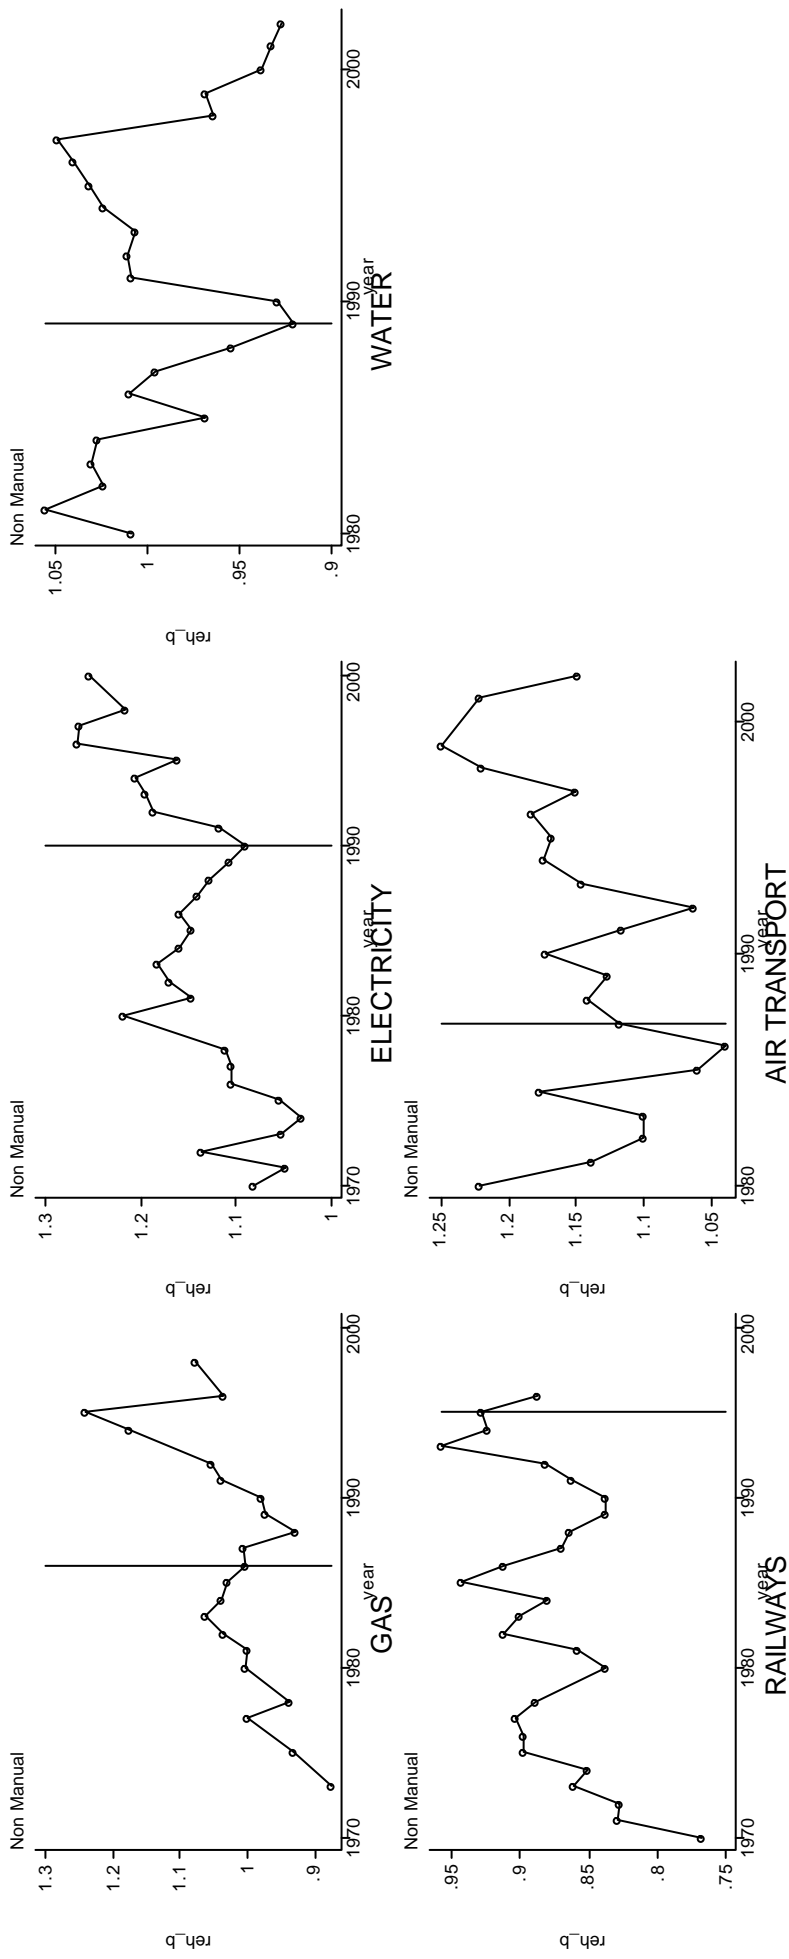 Non Manual
reh_b
1.3
1.2
1.1
1
.9
1970
1980
1990
2000
year
GAS
Non Manual
reh_b
1.3
1.2
1.1
1
1970
1980
1990
2000
year
ELECTRICITY
Non Manual
reh_b
1.05
1
.95
.9
1980
1990
2000
year
WATER
Non Manual
reh_b
.95
.9
.85
.8
.75
1970
1980
1990
2000
year
RAILWAYS
Non Manual
reh_b
1.25
1.2
1.15
1.1
1.05
1980
1990
2000
year
AIR TRANSPORT